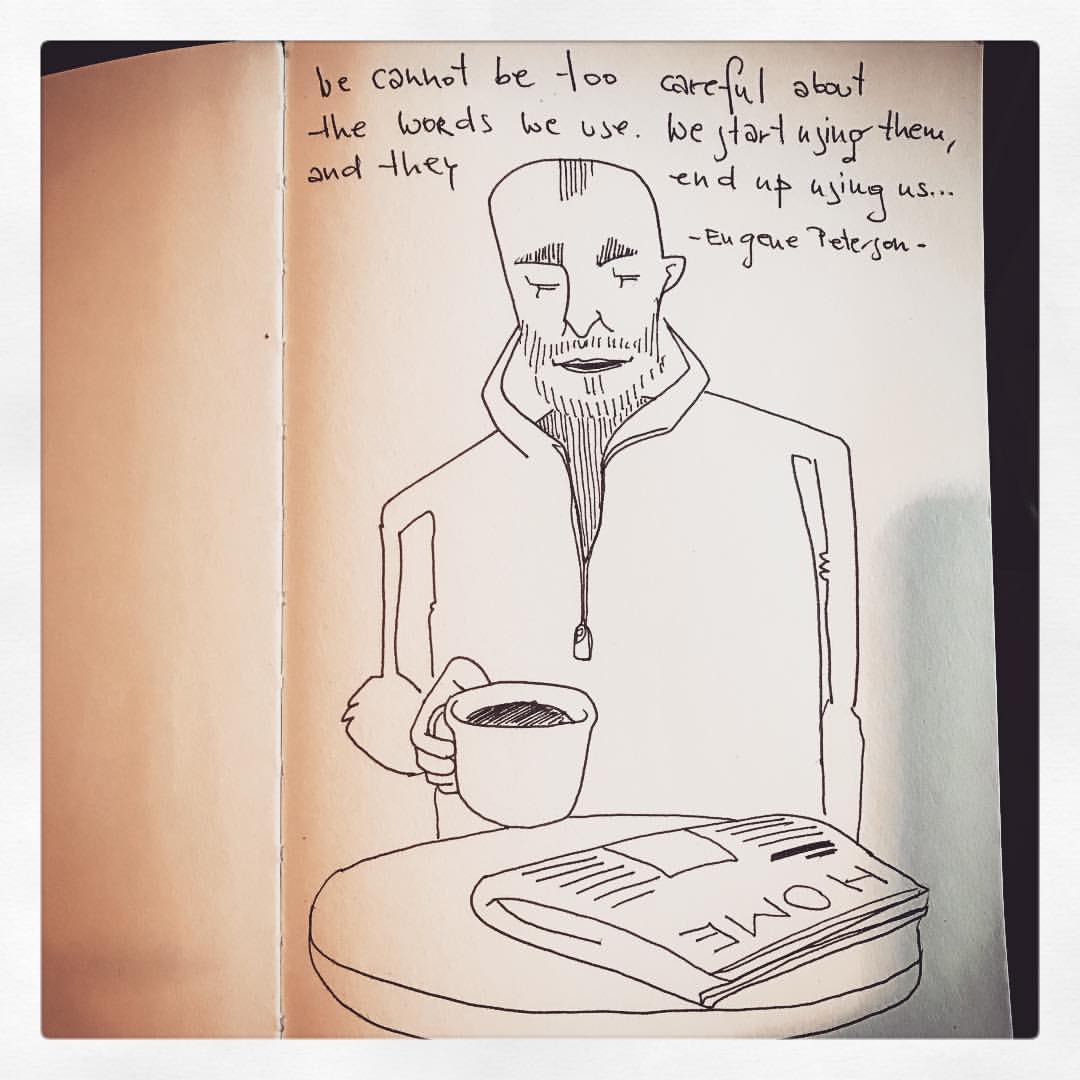 We cannot be too careful about
the words we use. We start using them,
and they end up using us...
-Eugene Peterson-
HOME